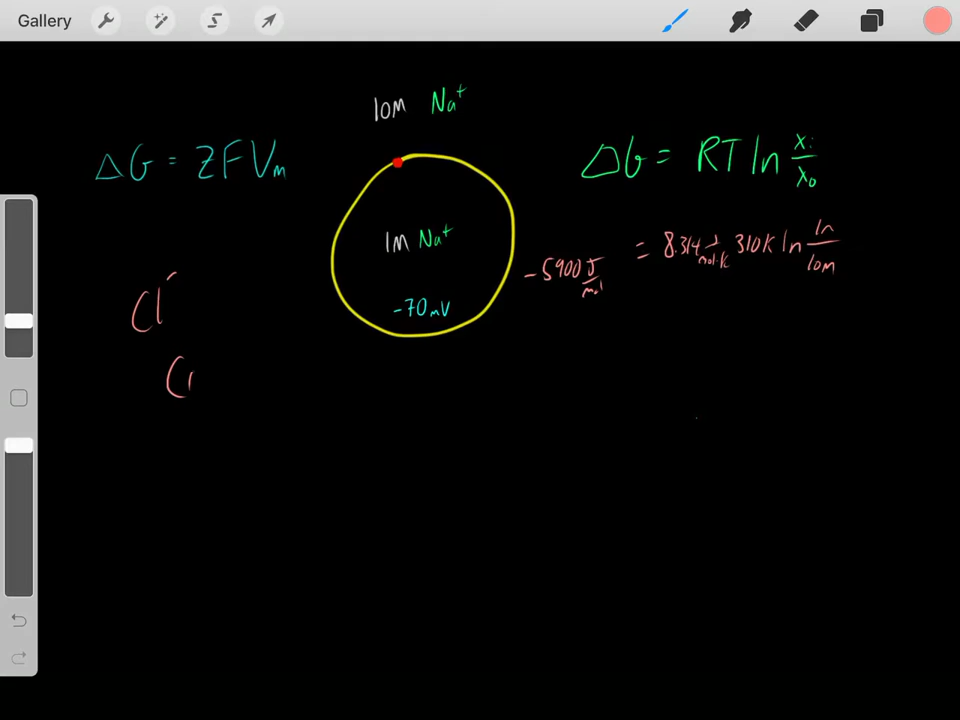 Gallery
10M Na⁺
ΔG = ZFVm
ΔG = RT ln xi/xo
1M Na⁺
-5900 J/mol
= 8.314 J/mol·K 310K ln 1M/10M
-70mV
Cl⁻